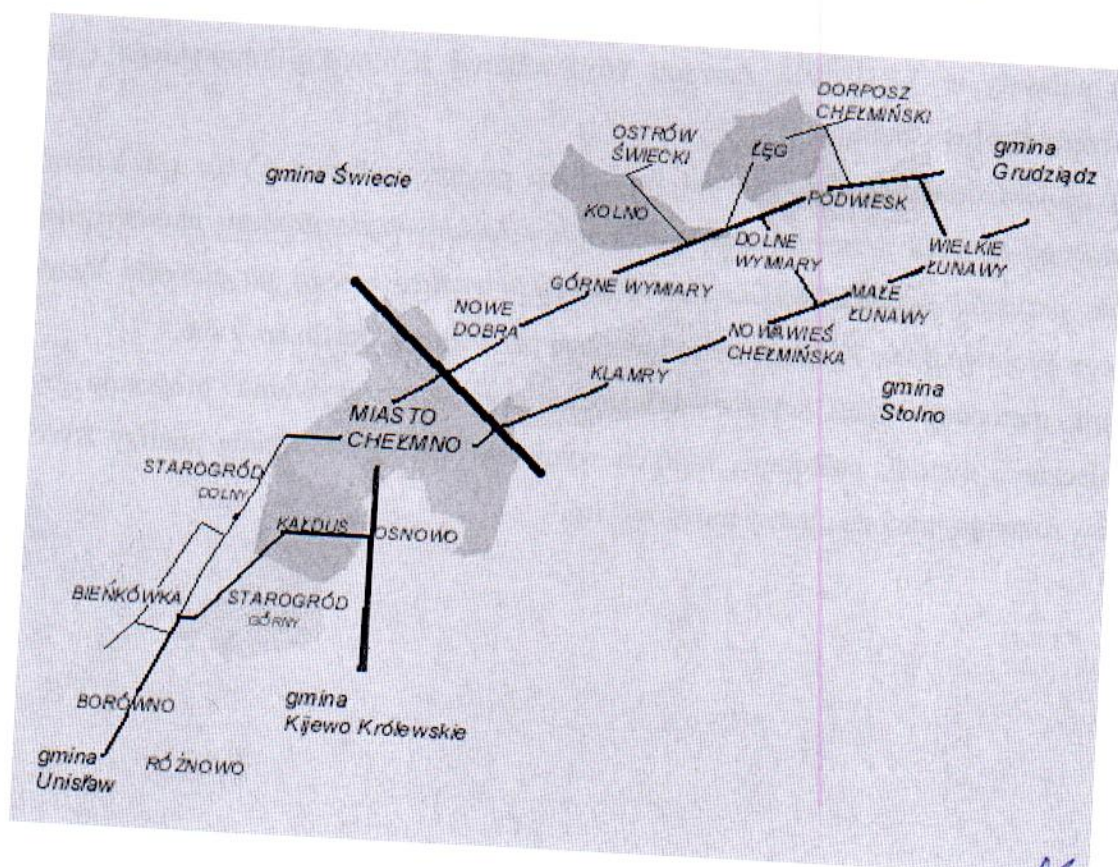 DORPOSZ
CHEŁMIŃSKI
OSTRÓW
ŚWIECKI
ŁĘG
gmina
Grudziądz
gmina Świecie
KOLNO
PODWIESK
DOLNE
WYMIARY
WIELKIE
ŁUNAWY
GÓRNE WYMIARY
MAŁE
ŁUNAWY
NOWE
DOBRA
NOWAWIEŚ
CHEŁMIŃSKA
KLAMRY
gmina
Stolno
MIASTO
CHEŁMNO
STAROGRÓD
DOLNY
KAŁDUS
OSNOWO
BIEŃKÓWKA
STAROGRÓD
GÓRNY
BORÓWNO
gmina
Kijewo Królewskie
gmina
Unisław
RÓŻNOWO